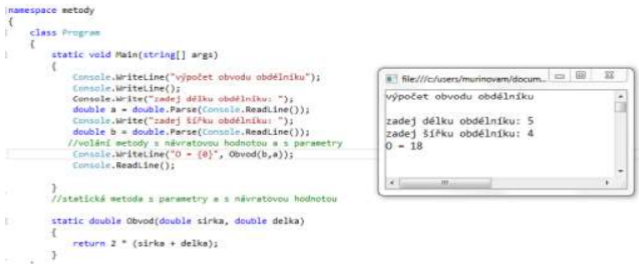 namespace metody
{
class Program
{
static void Main(string[] args)
{
Console.WriteLine("výpočet obvodu obdélníku");
Console.WriteLine();
Console.Write("zadej délku obdélníku: ");
double a = double.Parse(Console.ReadLine());
Console.Write("zadej šířku obdélníku: ");
double b = double.Parse(Console.ReadLine());
//volání metody s návratovou hodnotou a s parametry
Console.WriteLine("O = {0}", Obvod(b,a));
Console.ReadLine();
}
//statická metoda s parametry a s návratovou hodnotou
static double Obvod(double sirka, double delka)
{
return 2 * (sirka + delka);
}
file:///c:/users/murinovam/docum...
výpočet obvodu obdélníku
zadej délku obdélníku: 5
zadej šířku obdélníku: 4
O = 18